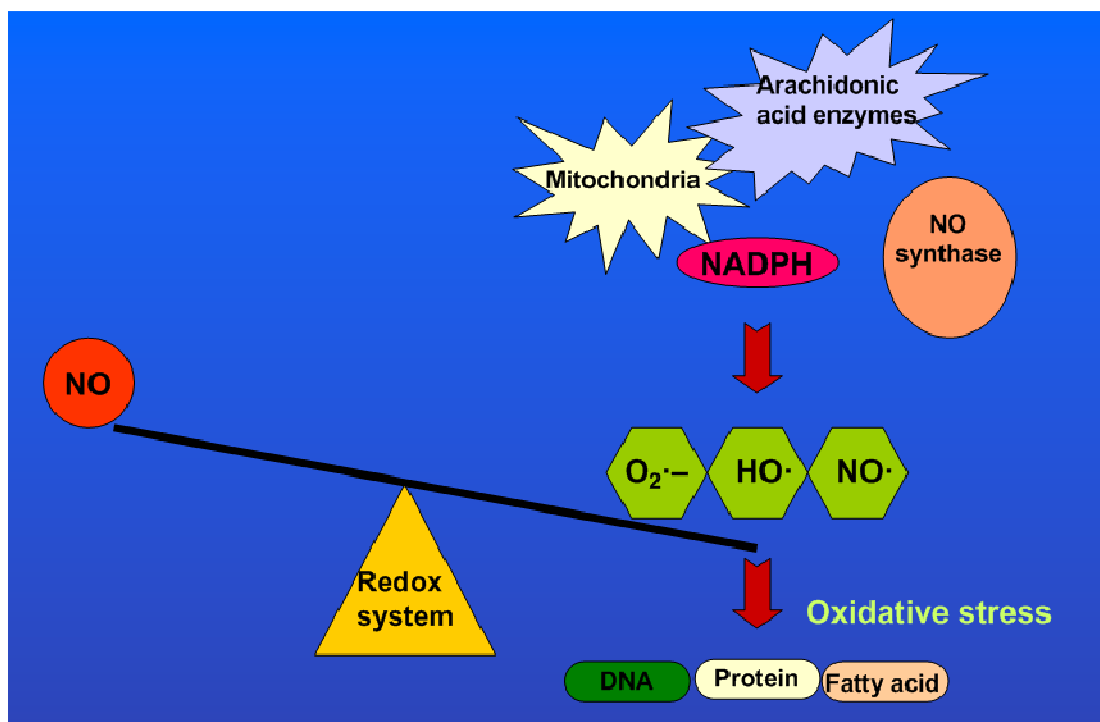 Arachidonic
acid enzymes
Mitochondria
NO
synthase
NADPH
NO
O₂·–
HO·
NO·
Redox
system
Oxidative stress
DNA
Protein
Fatty acid